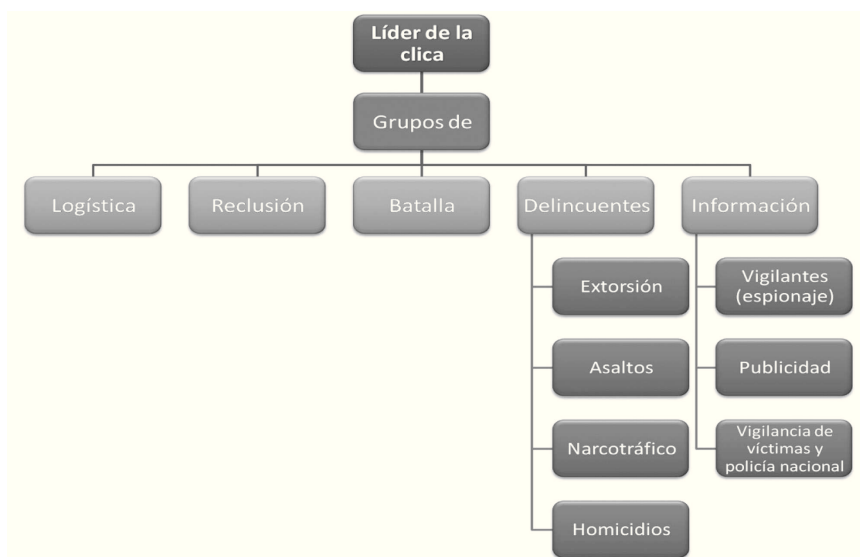 Líder de la
clica
Grupos de
Logística
Reclusión
Batalla
Delincuentes
Información
Extorsión
Asaltos
Narcotráfico
Homicidios
Vigilantes
(espionaje)
Publicidad
Vigilancia de
víctimas y
policía nacional